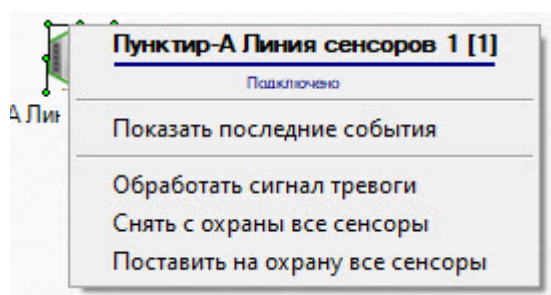 Пунктир-А Линия сенсоров 1 [1]
Подключено
А Лин
Показать последние события
Обработать сигнал тревоги
Снять с охраны все сенсоры
Поставить на охрану все сенсоры